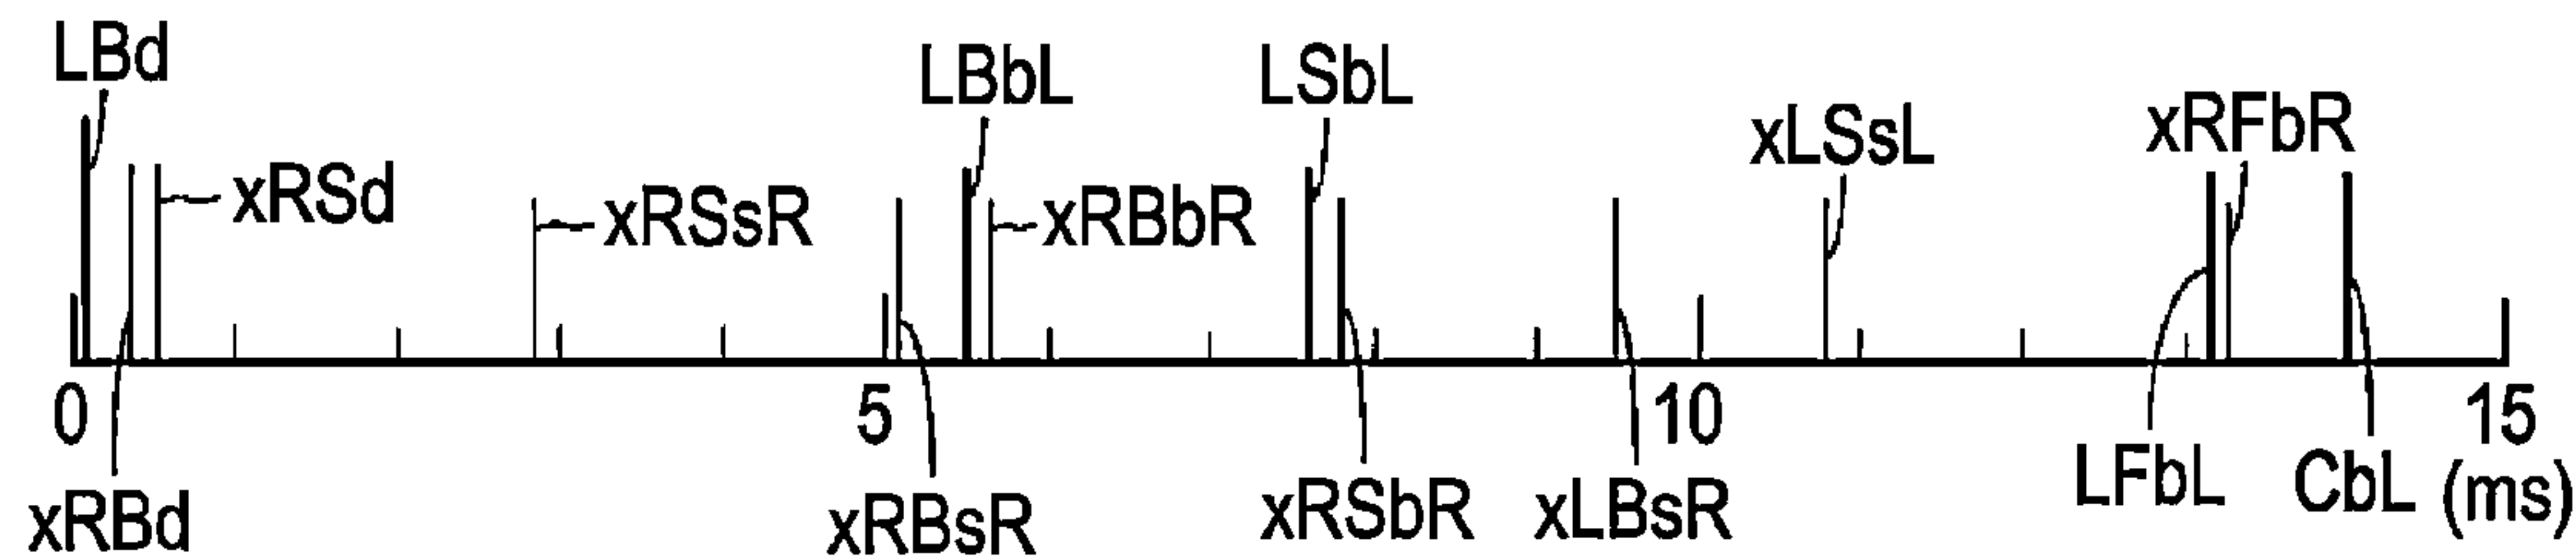 LBd
LBbL
LSbL
xLSsL
xRFbR
xRSd
xRSsR
xRBbR
0
5
10
15
xRBd
xRBsR
xRSbR
xLBsR
LFbL
CbL
(ms)